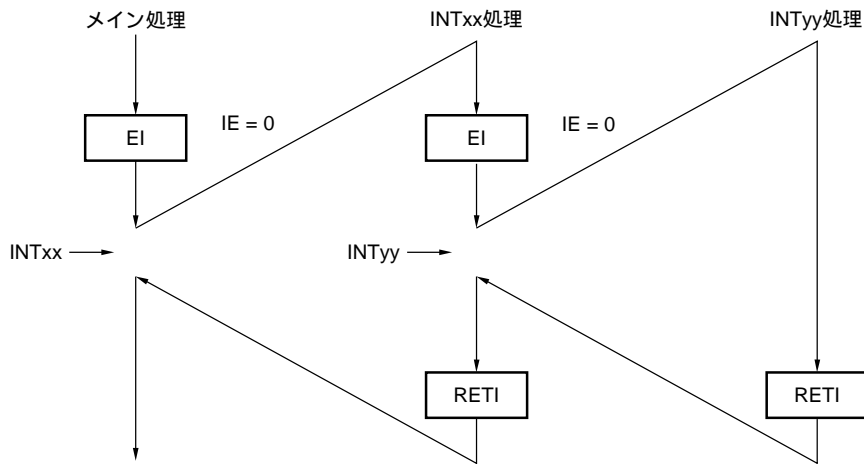 メイン処理 INTxx処理 INTyy処理
EI IE = 0 EI IE = 0
INTxx INTyy
RETI RETI